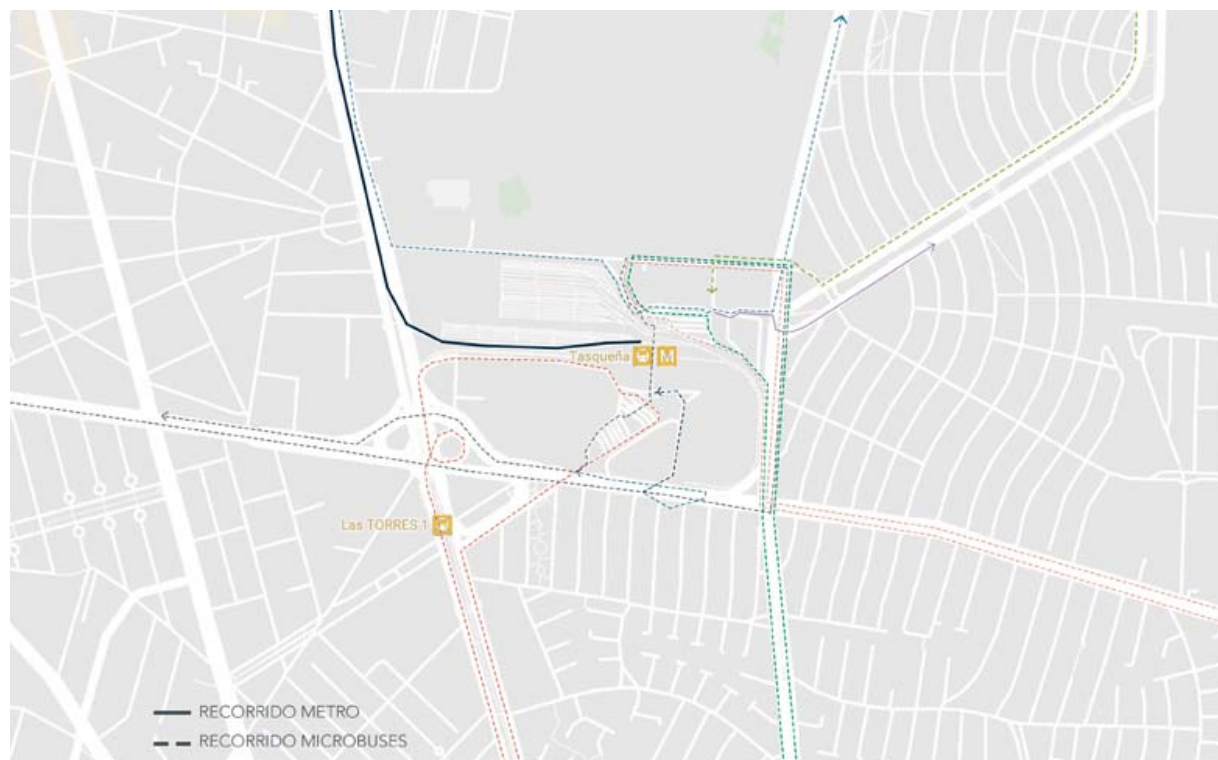 Tasqueña
M
Las TORRES 1
RECORRIDO METRO
RECORRIDO MICROBUSES